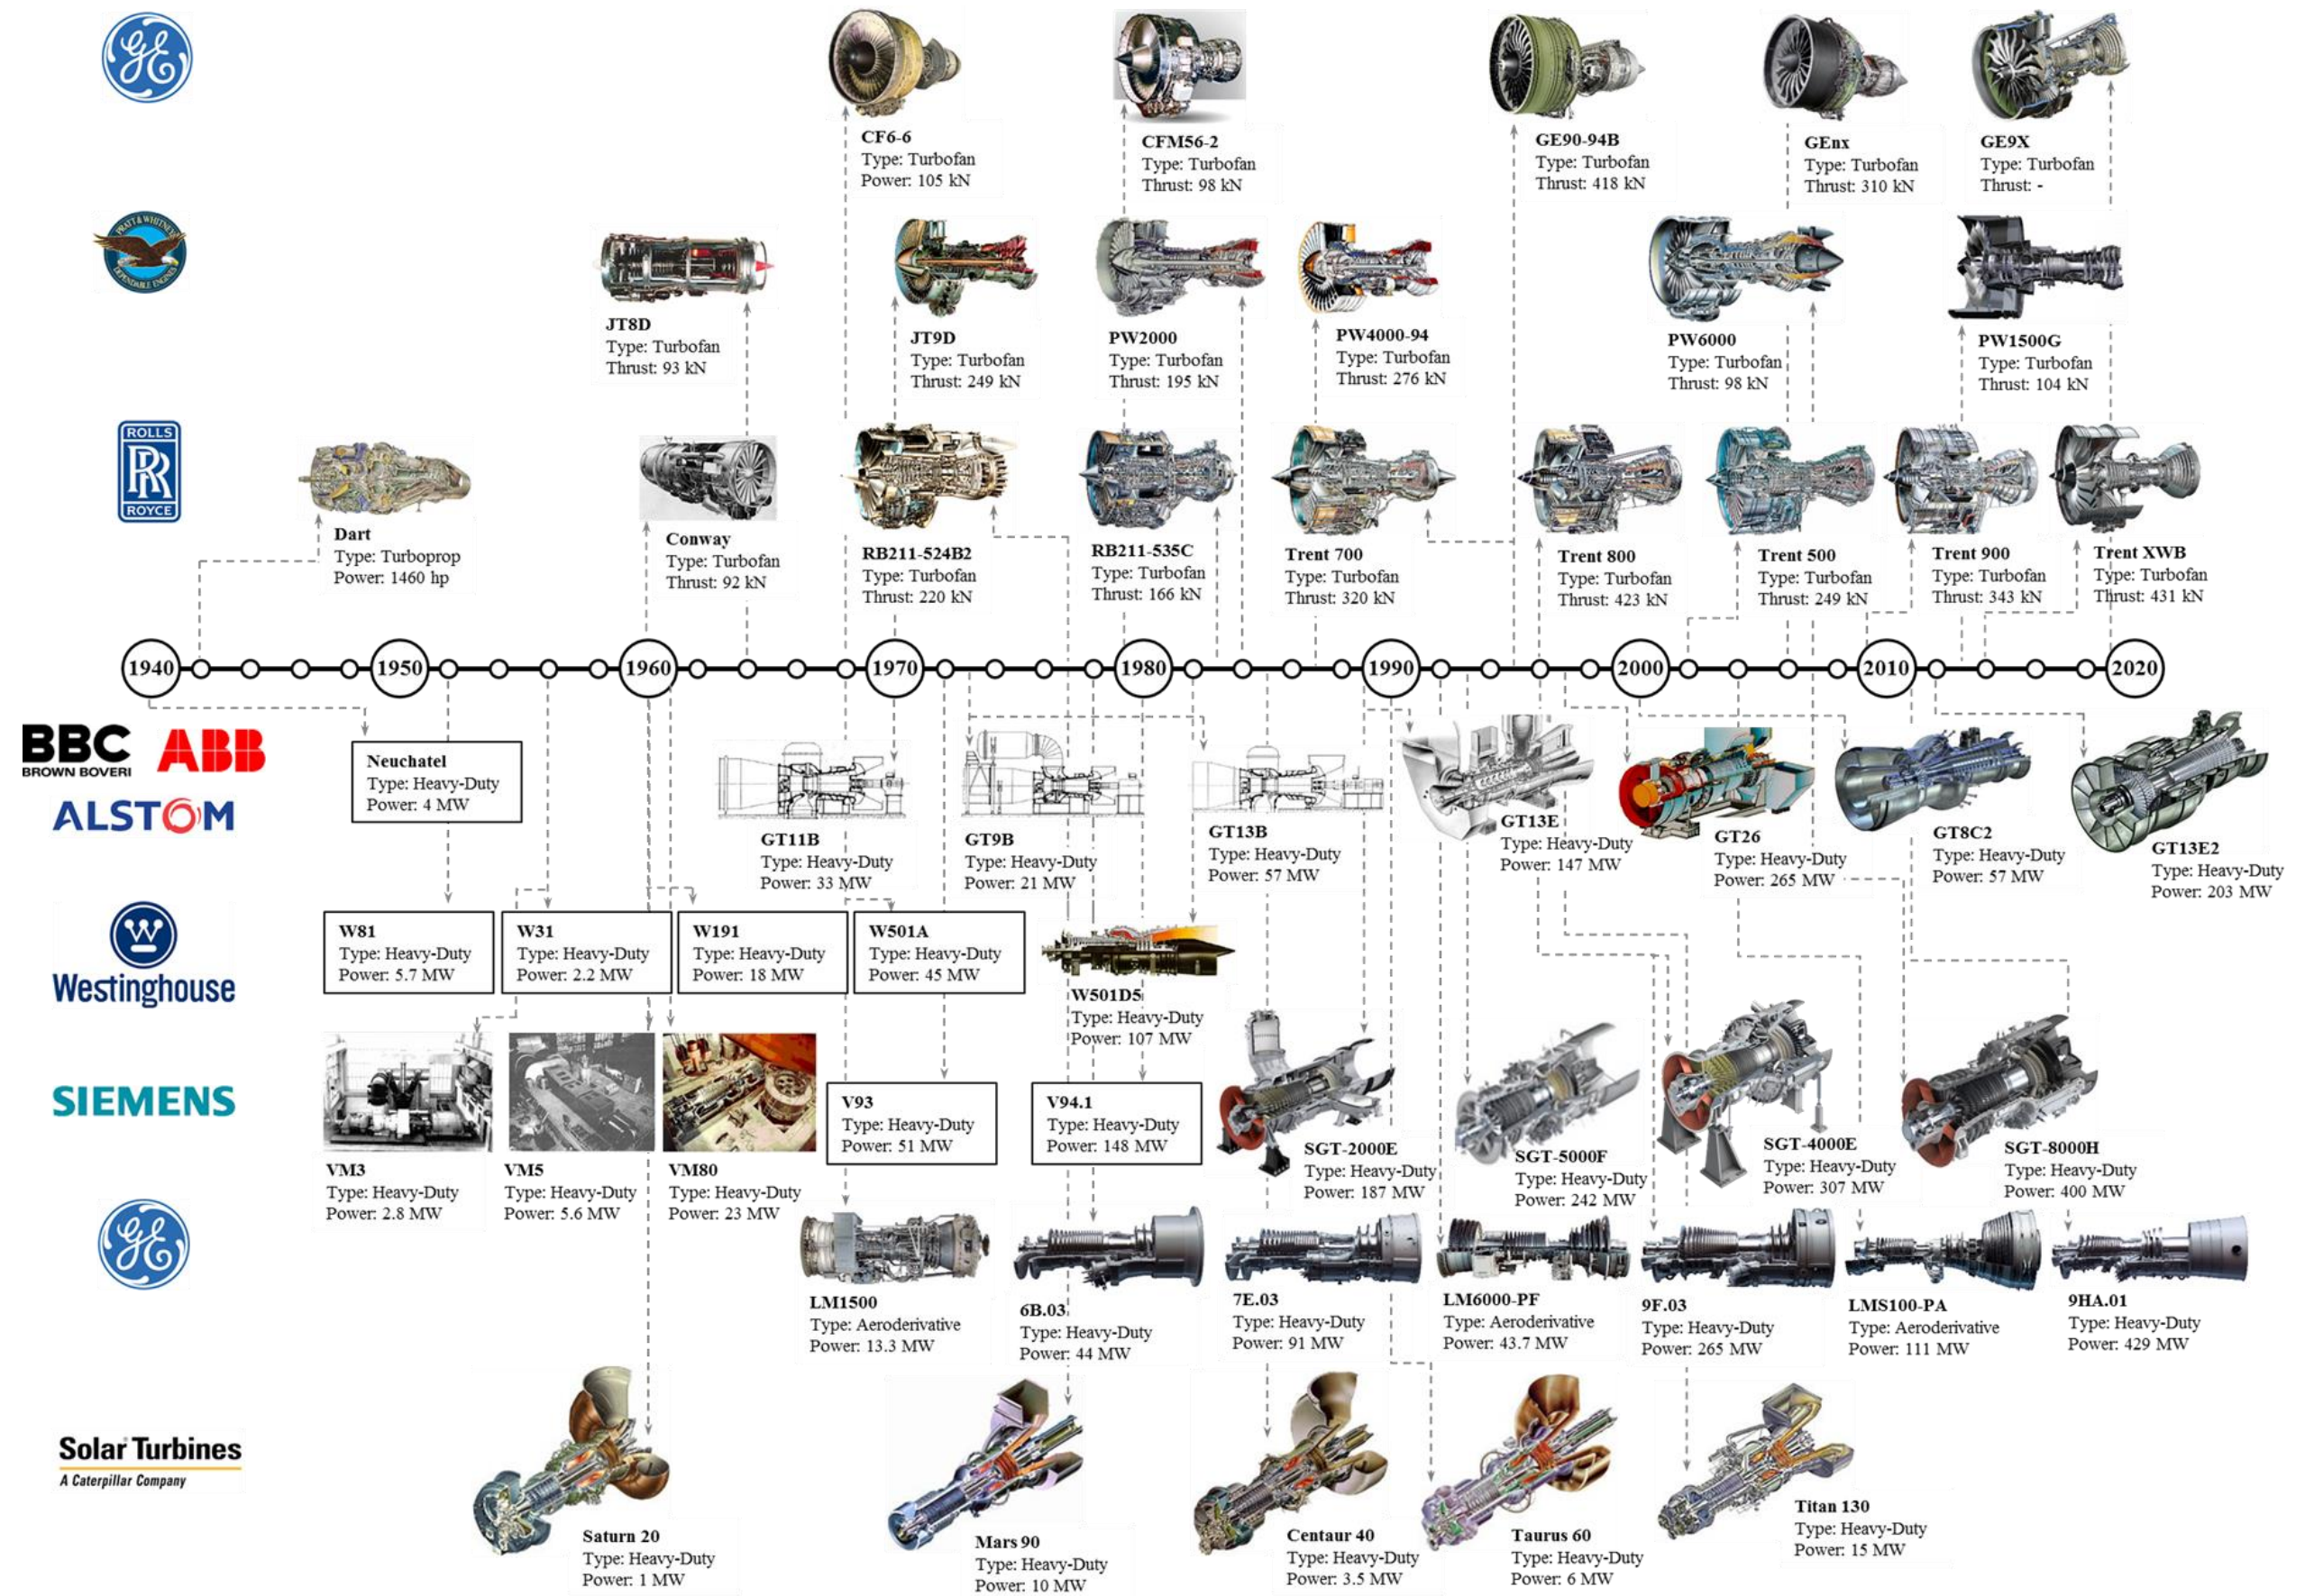 GE
CF6-6
Type: Turbofan
Power: 105 kN
CFM56-2
Type: Turbofan
Thrust: 98 kN
GE90-94B
Type: Turbofan
Thrust: 418 kN
GEnx
Type: Turbofan
Thrust: 310 kN
GE9X
Type: Turbofan
Thrust: -
PRATT & WHITNEY
DEPENDABLE ENGINES
JT8D
Type: Turbofan
Thrust: 93 kN
JT9D
Type: Turbofan
Thrust: 249 kN
PW2000
Type: Turbofan
Thrust: 195 kN
PW4000-94
Type: Turbofan
Thrust: 276 kN
PW6000
Type: Turbofan
Thrust: 98 kN
PW1500G
Type: Turbofan
Thrust: 104 kN
ROLLS
RR
ROYCE
Dart
Type: Turboprop
Power: 1460 hp
Conway
Type: Turbofan
Thrust: 92 kN
RB211-524B2
Type: Turbofan
Thrust: 220 kN
RB211-535C
Type: Turbofan
Thrust: 166 kN
Trent 700
Type: Turbofan
Thrust: 320 kN
Trent 800
Type: Turbofan
Thrust: 423 kN
Trent 500
Type: Turbofan
Thrust: 249 kN
Trent 900
Type: Turbofan
Thrust: 343 kN
Trent XWB
Type: Turbofan
Thrust: 431 kN
1940 1950 1960 1970 1980 1990 2000 2010 2020
BBC
BROWN BOVERI
ABB
ALSTOM
Neuchatel
Type: Heavy-Duty
Power: 4 MW
GT11B
Type: Heavy-Duty
Power: 33 MW
GT9B
Type: Heavy-Duty
Power: 21 MW
GT13B
Type: Heavy-Duty
Power: 57 MW
GT13E
Type: Heavy-Duty
Power: 147 MW
GT26
Type: Heavy-Duty
Power: 265 MW
GT8C2
Type: Heavy-Duty
Power: 57 MW
GT13E2
Type: Heavy-Duty
Power: 203 MW
W
Westinghouse
W81
Type: Heavy-Duty
Power: 5.7 MW
W31
Type: Heavy-Duty
Power: 2.2 MW
W191
Type: Heavy-Duty
Power: 18 MW
W501A
Type: Heavy-Duty
Power: 45 MW
W501D5
Type: Heavy-Duty
Power: 107 MW
SIEMENS
VM3
Type: Heavy-Duty
Power: 2.8 MW
VM5
Type: Heavy-Duty
Power: 5.6 MW
VM80
Type: Heavy-Duty
Power: 23 MW
V93
Type: Heavy-Duty
Power: 51 MW
V94.1
Type: Heavy-Duty
Power: 148 MW
SGT-2000E
Type: Heavy-Duty
Power: 187 MW
SGT-5000F
Type: Heavy-Duty
Power: 242 MW
SGT-4000E
Type: Heavy-Duty
Power: 307 MW
SGT-8000H
Type: Heavy-Duty
Power: 400 MW
GE
LM1500
Type: Aeroderivative
Power: 13.3 MW
6B.03
Type: Heavy-Duty
Power: 44 MW
7E.03
Type: Heavy-Duty
Power: 91 MW
LM6000-PF
Type: Aeroderivative
Power: 43.7 MW
9F.03
Type: Heavy-Duty
Power: 265 MW
LMS100-PA
Type: Aeroderivative
Power: 111 MW
9HA.01
Type: Heavy-Duty
Power: 429 MW
Solar Turbines
A Caterpillar Company
Saturn 20
Type: Heavy-Duty
Power: 1 MW
Mars 90
Type: Heavy-Duty
Power: 10 MW
Centaur 40
Type: Heavy-Duty
Power: 3.5 MW
Taurus 60
Type: Heavy-Duty
Power: 6 MW
Titan 130
Type: Heavy-Duty
Power: 15 MW